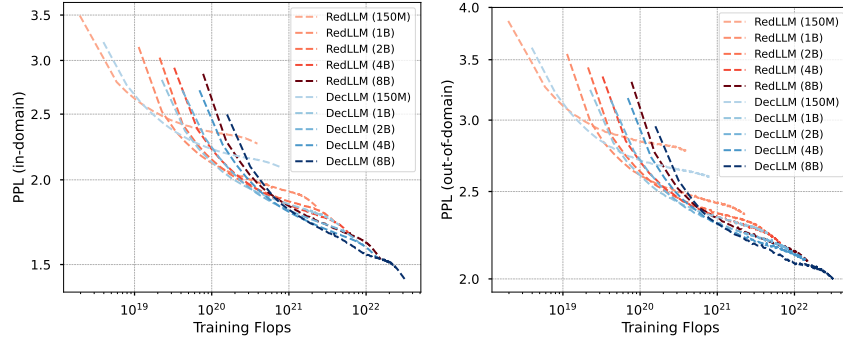 3.5
3.0
2.5
2.0
1.5
PPL (in-domain)
10^19
10^20
10^21
10^22
Training Flops
RedLLM (150M)
RedLLM (1B)
RedLLM (2B)
RedLLM (4B)
RedLLM (8B)
DecLLM (150M)
DecLLM (1B)
DecLLM (2B)
DecLLM (4B)
DecLLM (8B)
4.0
3.5
3.0
2.5
2.0
PPL (out-of-domain)
10^19
10^20
10^21
10^22
Training Flops
RedLLM (150M)
RedLLM (1B)
RedLLM (2B)
RedLLM (4B)
RedLLM (8B)
DecLLM (150M)
DecLLM (1B)
DecLLM (2B)
DecLLM (4B)
DecLLM (8B)